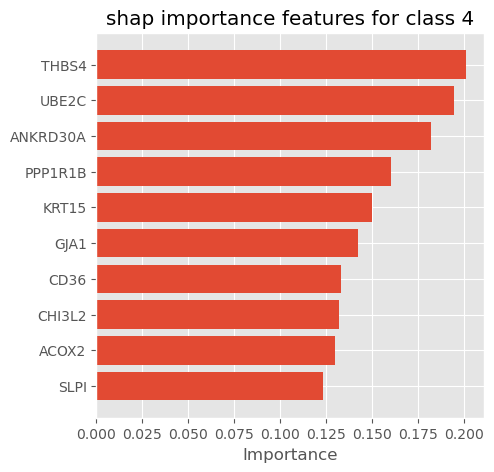 shap importance features for class 4
THBS4
UBE2C
ANKRD30A
PPP1R1B
KRT15
GJA1
CD36
CHI3L2
ACOX2
SLPI
0.000 0.025 0.050 0.075 0.100 0.125 0.150 0.175 0.200
Importance